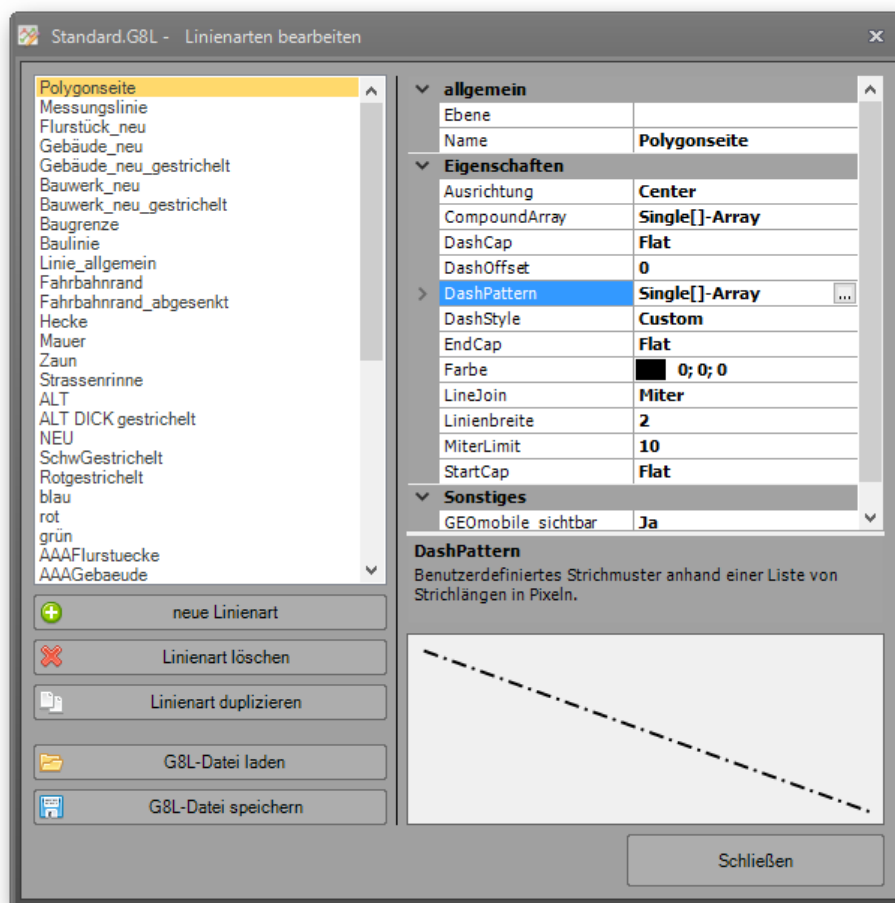 Standard.G8L - Linienarten bearbeiten
Polygonseite
Messungslinie
Flurstück_neu
Gebäude_neu
Gebäude_neu_gestrichelt
Bauwerk_neu
Bauwerk_neu_gestrichelt
Baugrenze
Baulinie
Linie_allgemein
Fahrbahnrand
Fahrbahnrand_abgesenkt
Hecke
Mauer
Zaun
Strassenrinne
ALT
ALT DICK gestrichelt
NEU
SchwGestrichelt
Rotgestrichelt
blau
rot
grün
AAAFlurstuecke
AAAGebaeude
neue Linienart
Linienart löschen
Linienart duplizieren
G8L-Datei laden
G8L-Datei speichern
allgemein
Ebene
Name Polygonseite
Eigenschaften
Ausrichtung Center
CompoundArray Single[]-Array
DashCap Flat
DashOffset 0
DashPattern Single[]-Array ...
DashStyle Custom
EndCap Flat
Farbe 0; 0; 0
LineJoin Miter
Linienbreite 2
MiterLimit 10
StartCap Flat
Sonstiges
GEOmobile sichtbar Ja
DashPattern
Benutzerdefiniertes Strichmuster anhand einer Liste von
Strichlängen in Pixeln.
Schließen